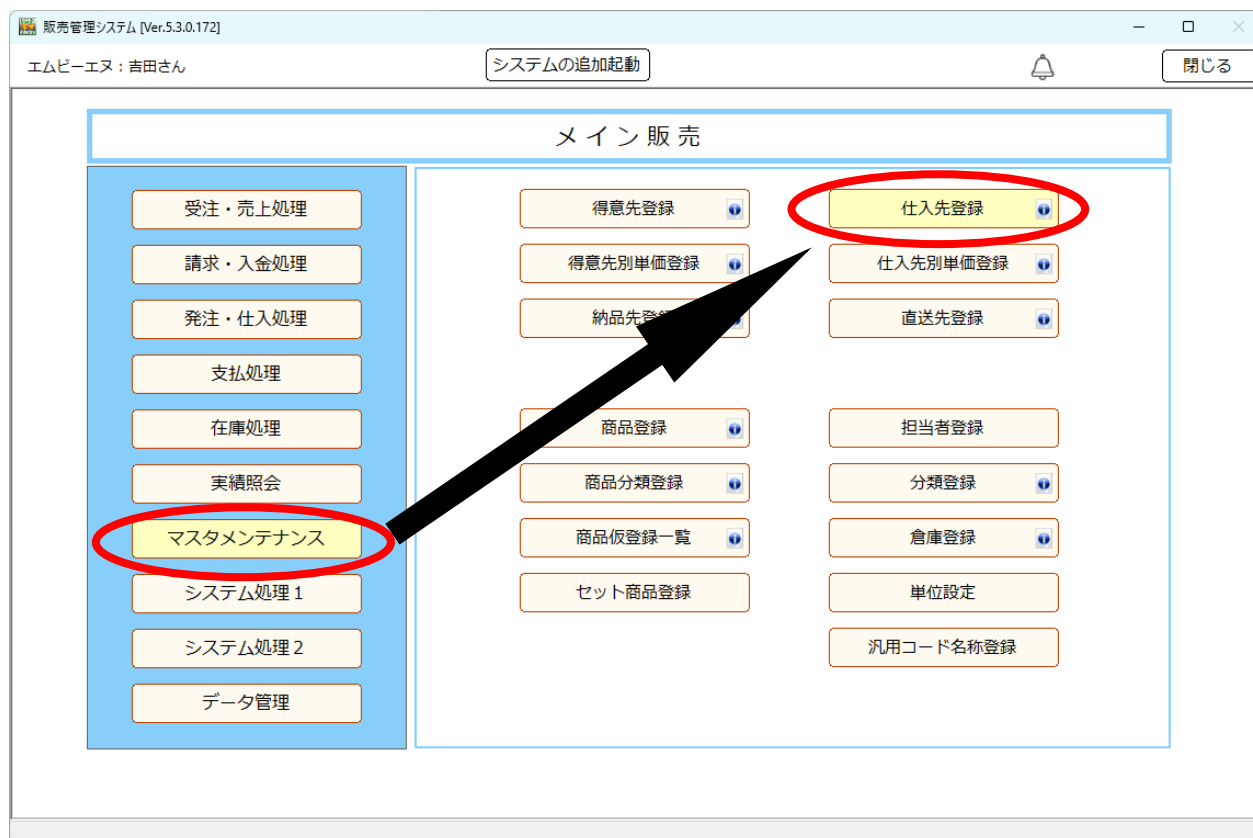 販売管理システム [Ver.5.3.0.172]
エムビーエヌ：吉田さん
システムの追加起動
閉じる
メイン販売
受注・売上処理
請求・入金処理
発注・仕入処理
支払処理
在庫処理
実績照会
マスタメンテナンス
システム処理１
システム処理２
データ管理
得意先登録
仕入先登録
得意先別単価登録
仕入先別単価登録
納品先登
直送先登録
商品登録
担当者登録
商品分類登録
分類登録
商品仮登録一覧
倉庫登録
セット商品登録
単位設定
汎用コード名称登録